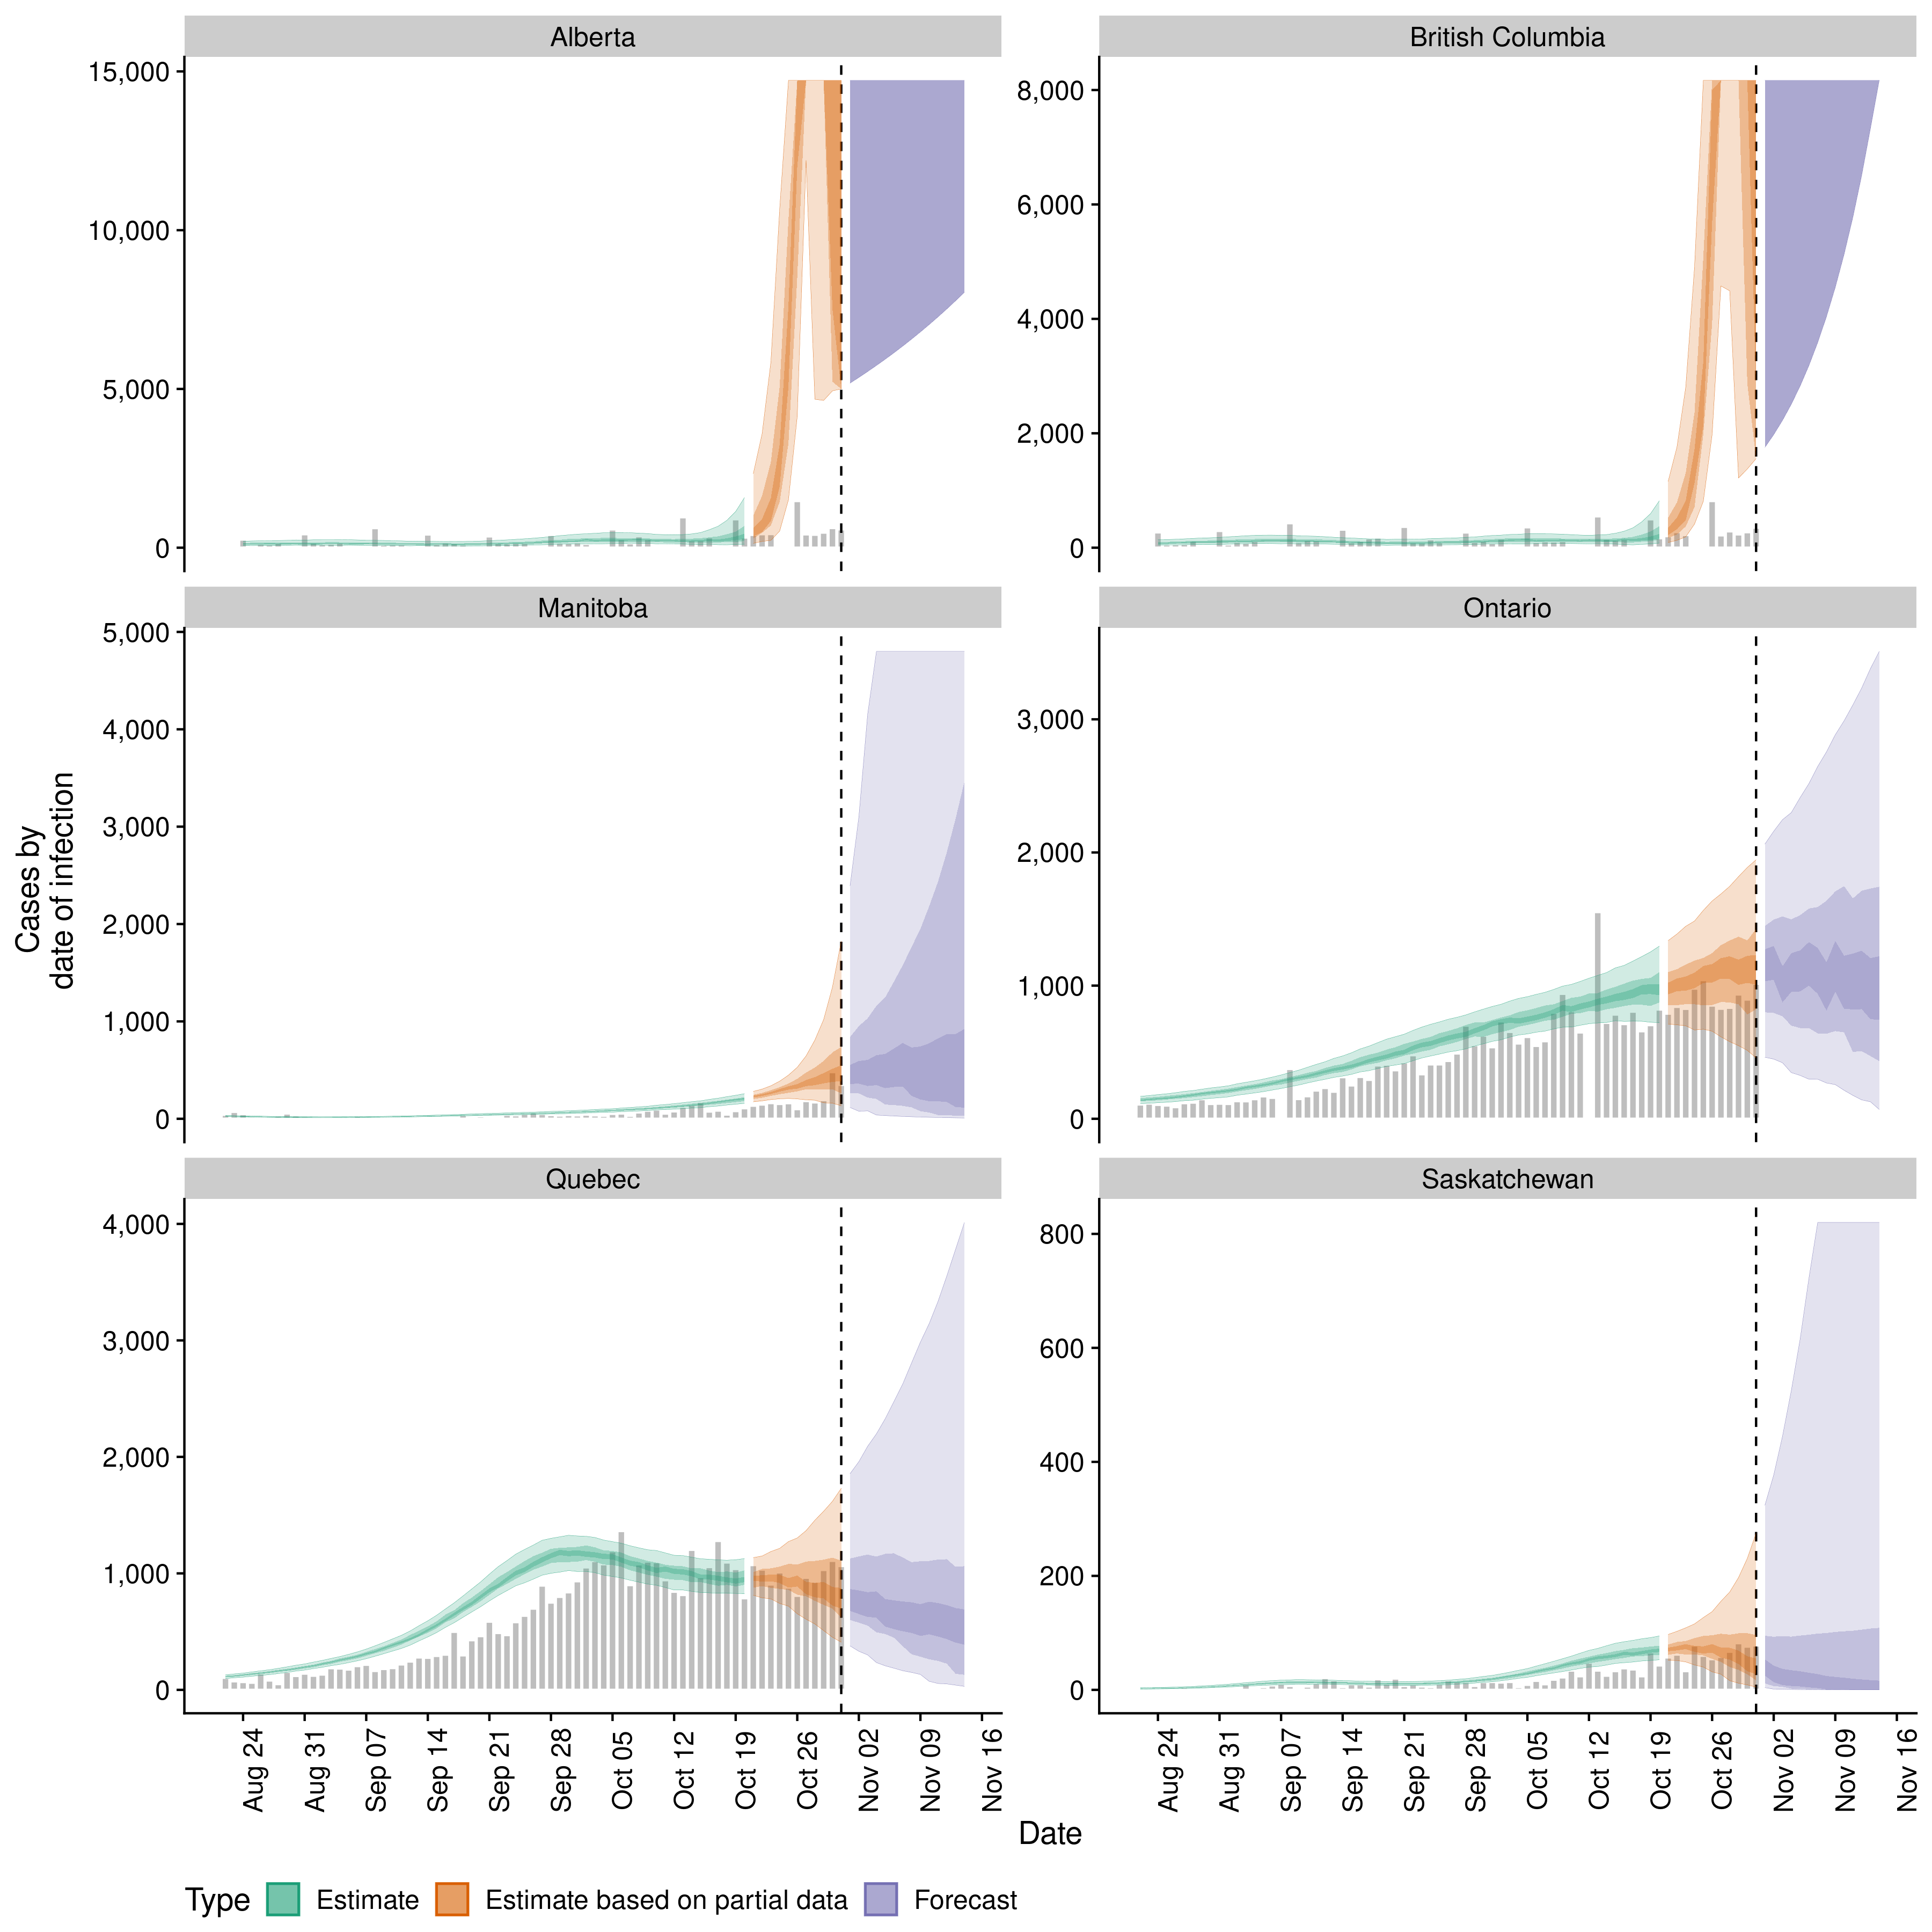 Alberta
British Columbia
15,000
10,000
5,000
0
8,000
6,000
4,000
2,000
0
Manitoba
Ontario
5,000
4,000
3,000
2,000
1,000
0
3,000
2,000
1,000
0
Cases by
date of infection
Quebec
Saskatchewan
4,000
3,000
2,000
1,000
0
800
600
400
200
0
Aug 24
Aug 31
Sep 07
Sep 14
Sep 21
Sep 28
Oct 05
Oct 12
Oct 19
Oct 26
Nov 02
Nov 09
Nov 16
Aug 24
Aug 31
Sep 07
Sep 14
Sep 21
Sep 28
Oct 05
Oct 12
Oct 19
Oct 26
Nov 02
Nov 09
Nov 16
Date
Type Estimate Estimate based on partial data Forecast